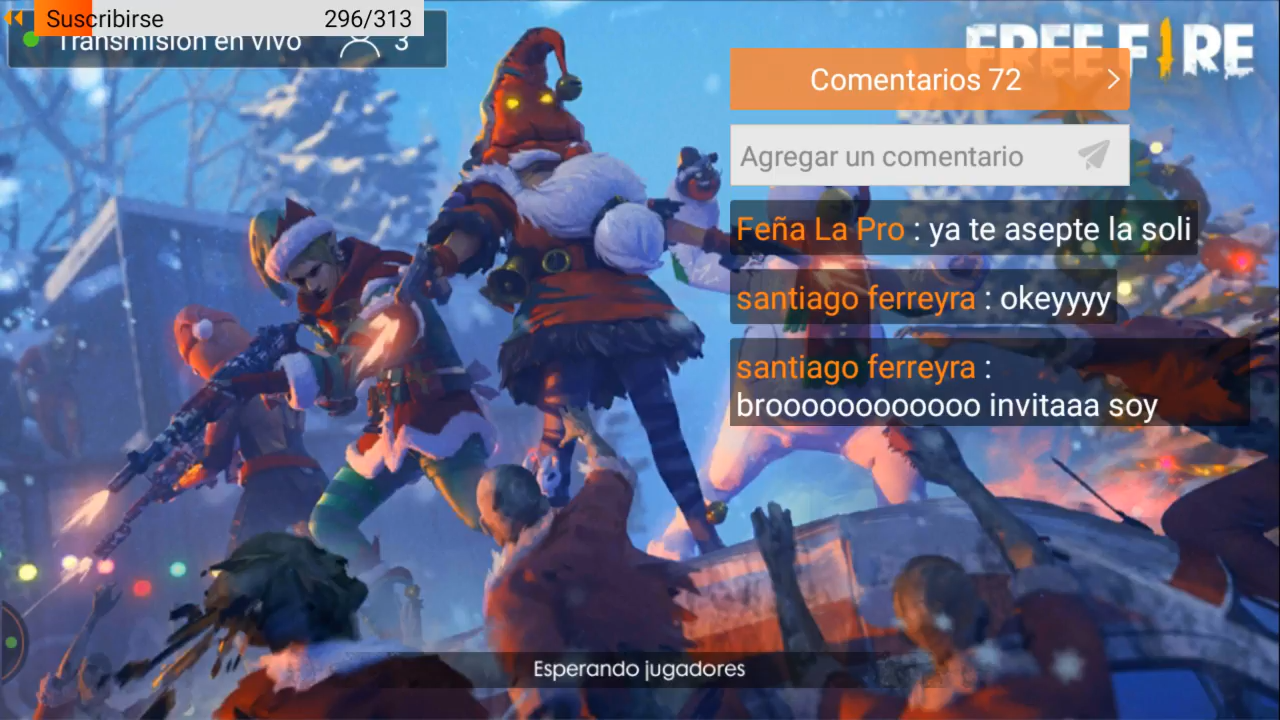 Suscribirse 296/313
Transmisión en vivo 3
FREE FIRE
Comentarios 72
Agregar un comentario
Feña La Pro : ya te asepte la soli
santiago ferreyra : okeyyyy
santiago ferreyra :
broooooooooooo invitaaa soy
Esperando jugadores